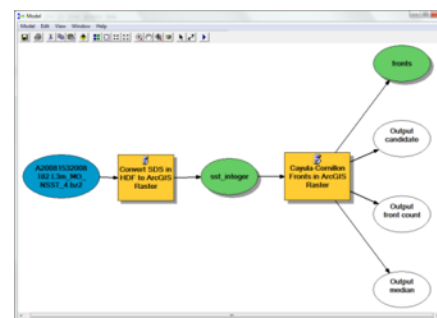 Model
Model Edit View Window Help
A20081532008
182.L3m_MO_
NSST_4.bz2
Convert SDS in
HDF to ArcGIS
Raster
sst_integer
Cayula-Cornillon
Fronts in ArcGIS
Raster
fronts
Output
candidate
Output
front count
Output
median